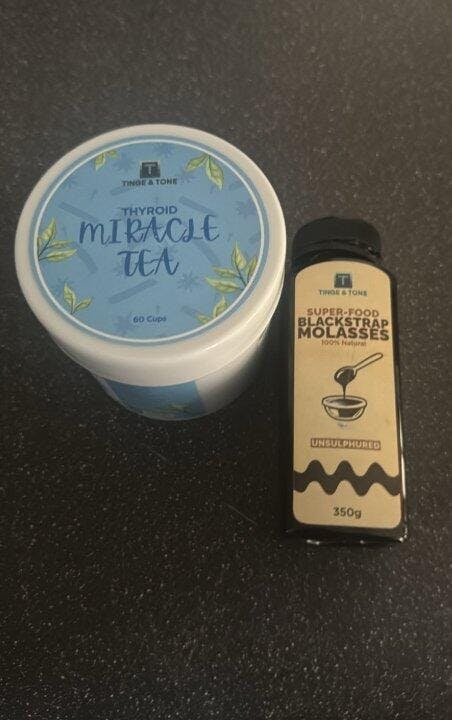 TINGE & TONE
THYROID
MIRACLE
TEA
60 Cups
TINGE & TONE
SUPER-FOOD
BLACKSTRAP
MOLASSES
100% Natural
UNSULPHURED
350g